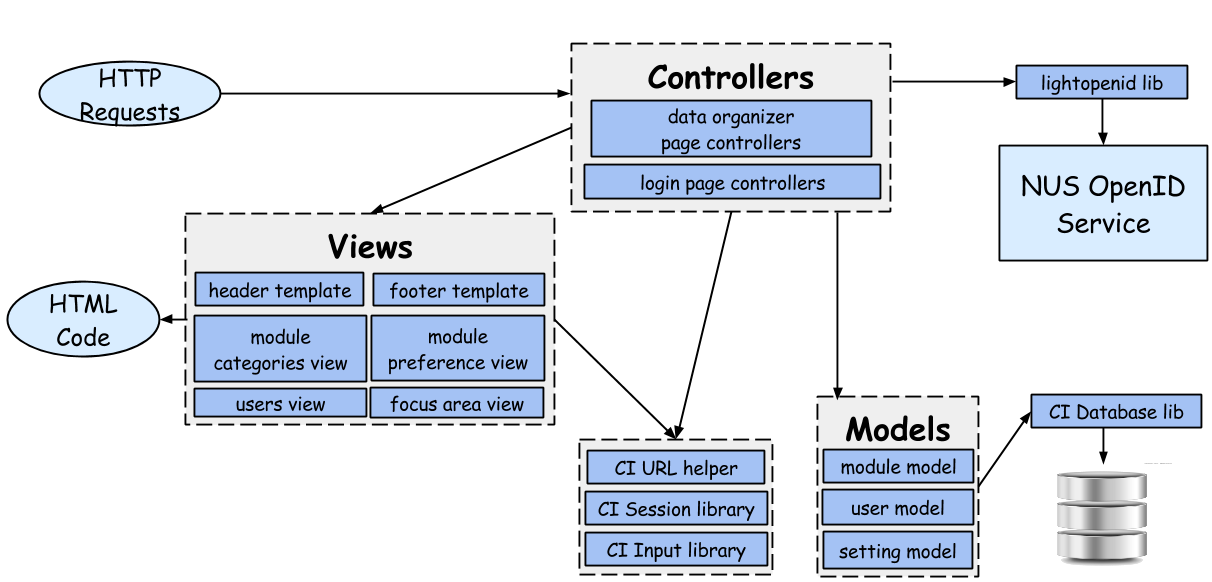 HTTP
Requests
Controllers
data organizer
page controllers
login page controllers
lightopenid lib
NUS OpenID
Service
Views
header template
footer template
module
categories view
module
preference view
users view
focus area view
HTML
Code
CI URL helper
CI Session library
CI Input library
Models
module model
user model
setting model
CI Database lib